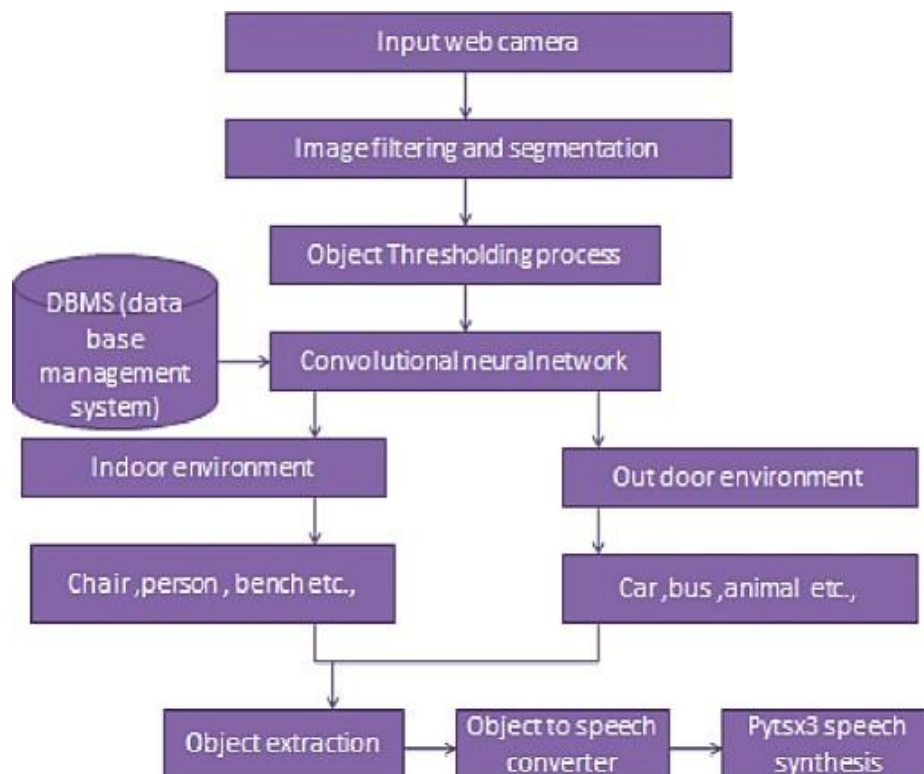 Input web camera
Image filtering and segmentation
Object Thresholding process
DBMS (data
base
management
system)
Convolutional neural network
Indoor environment
Out door environment
Chair ,person , bench etc.,
Car ,bus ,animal etc.,
Object extraction
Object to speech
converter
Pytsx3 speech
synthesis